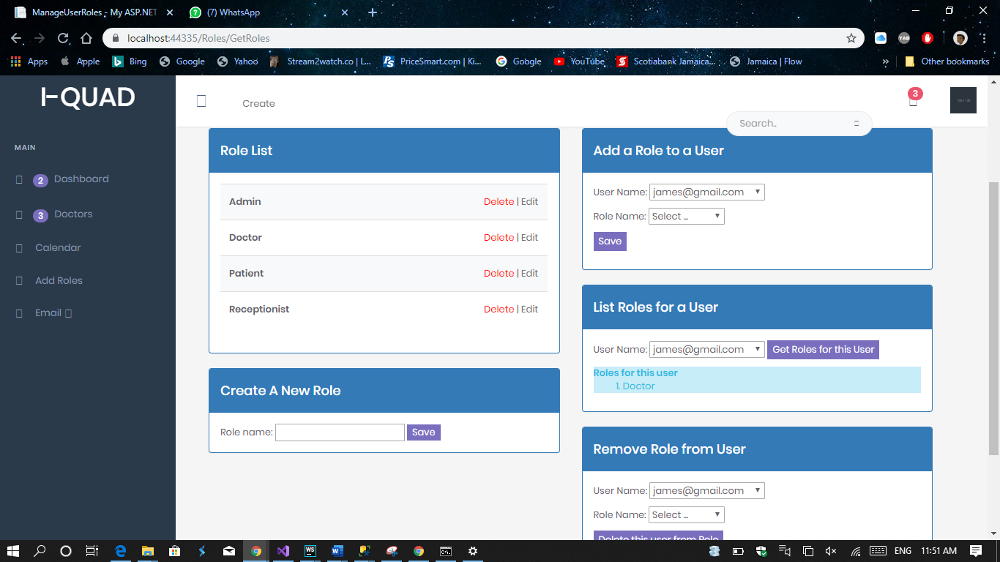 ManageUserRoles - My ASP.NET
(7) WhatsApp
localhost:44335/Roles/GetRoles
YAB
Apps Apple Bing Google Yahoo Stream2watch.co | L... PriceSmart.com | Ki... Google YouTube Scotiabank Jamaica... Jamaica | Flow » Other bookmarks
I-QUAD
MAIN
2 Dashboard
3 Doctors
Calendar
Add Roles
Email
Create
3
Search..
Role List
Admin Delete | Edit
Doctor Delete | Edit
Patient Delete | Edit
Receptionist Delete | Edit
Create A New Role
Role name: Save
Add a Role to a User
User Name: james@gmail.com
Role Name: Select ...
Save
List Roles for a User
User Name: james@gmail.com Get Roles for this User
Roles for this user
1. Doctor
Remove Role from User
User Name: james@gmail.com
Role Name: Select ...
Delete this user from Role
ENG 11:51 AM